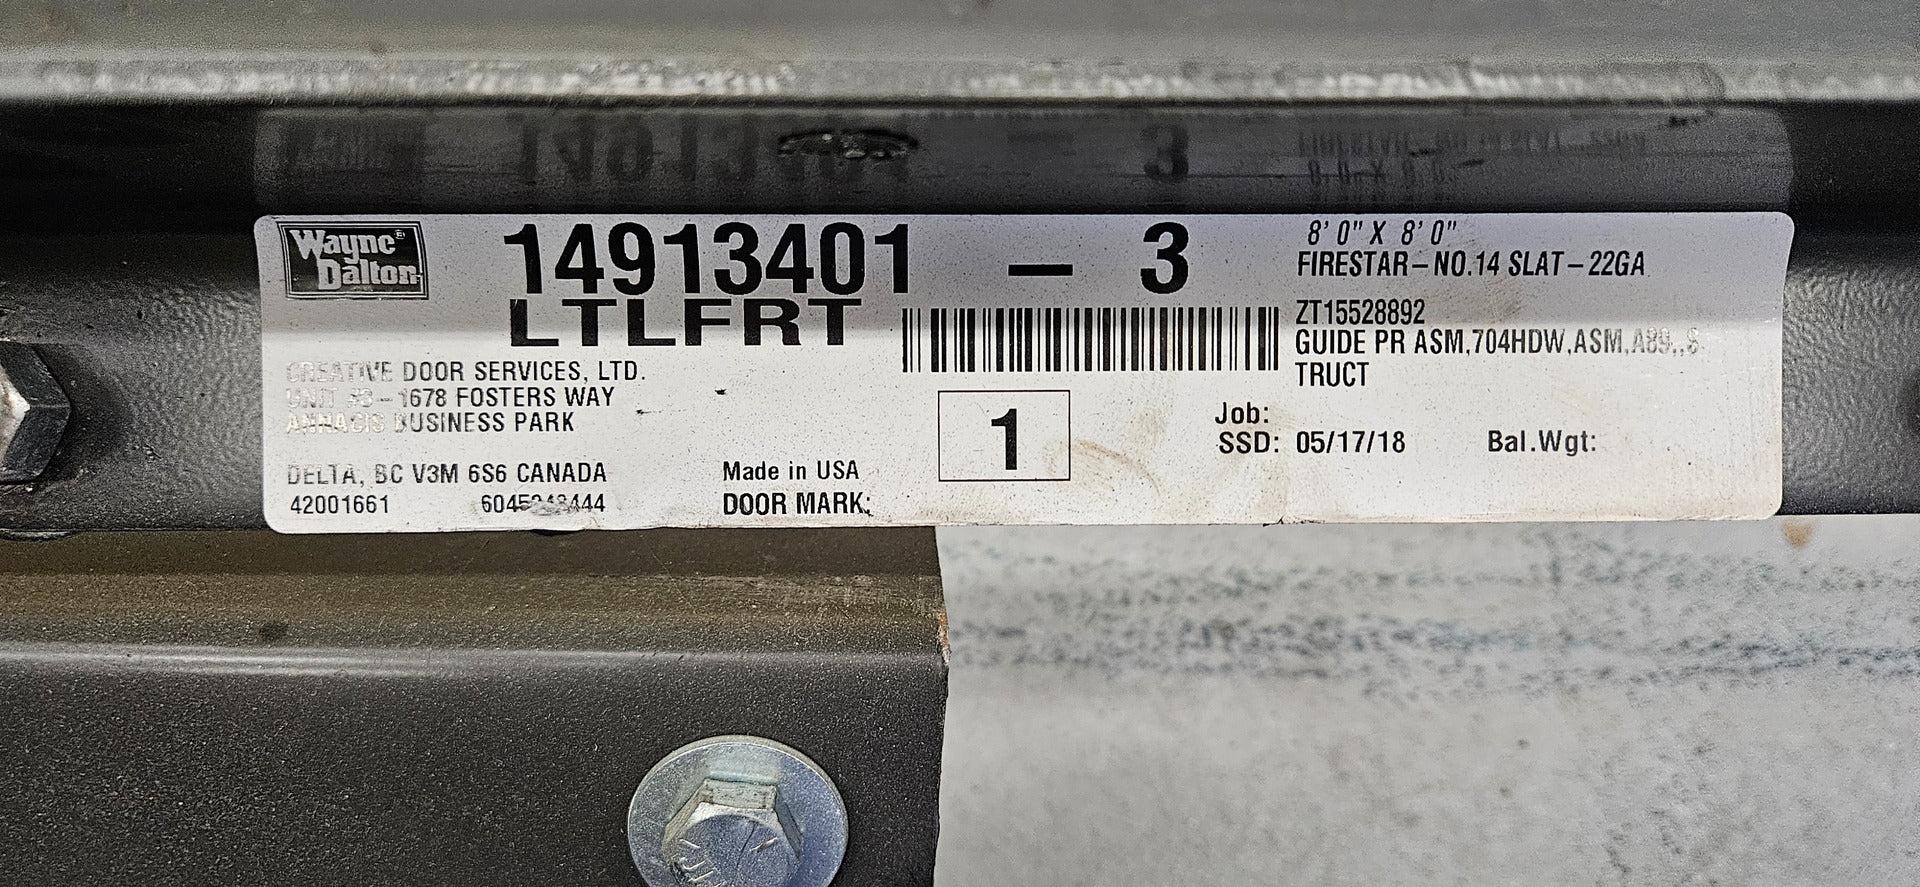 Wayne®
Dalton
14913401 – 3
LTLFRT
8' 0" X 8' 0"
FIRESTAR–NO.14 SLAT–22GA
ZT15528892
GUIDE PR ASM,704HDW,ASM,A89,,S
TRUCT
CREATIVE DOOR SERVICES, LTD.
UNIT #3–1678 FOSTERS WAY
ANNACIS BUSINESS PARK
DELTA, BC V3M 6S6 CANADA
42001661
Made in USA
DOOR MARK:
1
Job:
SSD: 05/17/18
Bal.Wgt: